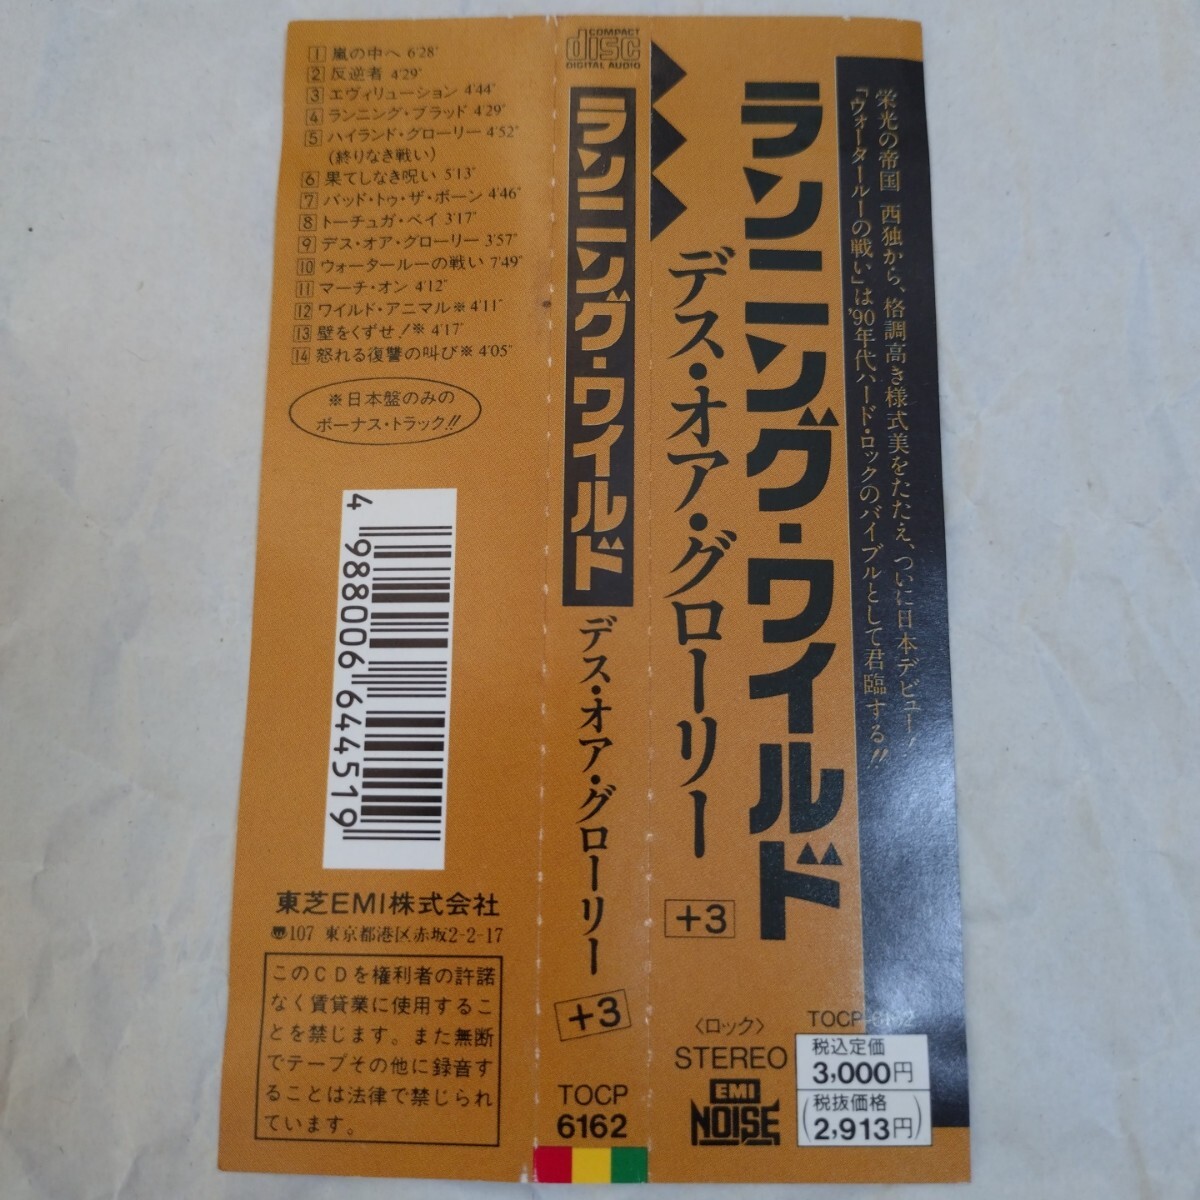 1 嵐の中へ 6'28"
2 反逆者 4'29"
3 エヴィリューション 4'44"
4 ランニング・ブラッド 4'29"
5 ハイランド・グローリー 4'52"
(終りなき戦い)
6 果てしなき呪い 5'13"
7 バッド・トゥ・ザ・ボーン 4'46"
8 トーチュガ・ベイ 3'17"
9 デス・オア・グローリー 3'57"
10 ウォータールーの戦い 7'49"
11 マーチ・オン 4'12"
12 ワイルド・アニマル※ 4'11"
13 壁をくずせ!※ 4'17"
14 怒れる復讐の叫び※ 4'05"
※日本盤のみの
ボーナス・トラック!!
4 988006 644519
東芝EMI株式会社
107 東京都港区赤坂2-2-17
このCDを権利者の許諾
なく賃貸業に使用するこ
とを禁じます。また無断
でテープその他に録音す
ることは法律で禁じられ
ています。
COMPACT
disc
DIGITAL AUDIO
ランニング・ワイルド
デス・オア・グローリー
+3
TOCP
6162
ランニング・ワイルド
デス・オア・グローリー
+3
〈ロック〉
STEREO
EMI
NOISE
TOCP-6162
税込定価
3,000円
(税抜価格
2,913円)
栄光の帝国 西独から、格調高き様式美をたたえ、ついに日本デビュー!
「ヴォータールーの戦い」は'90年代ハード・ロックのバイブルとして君臨する!!